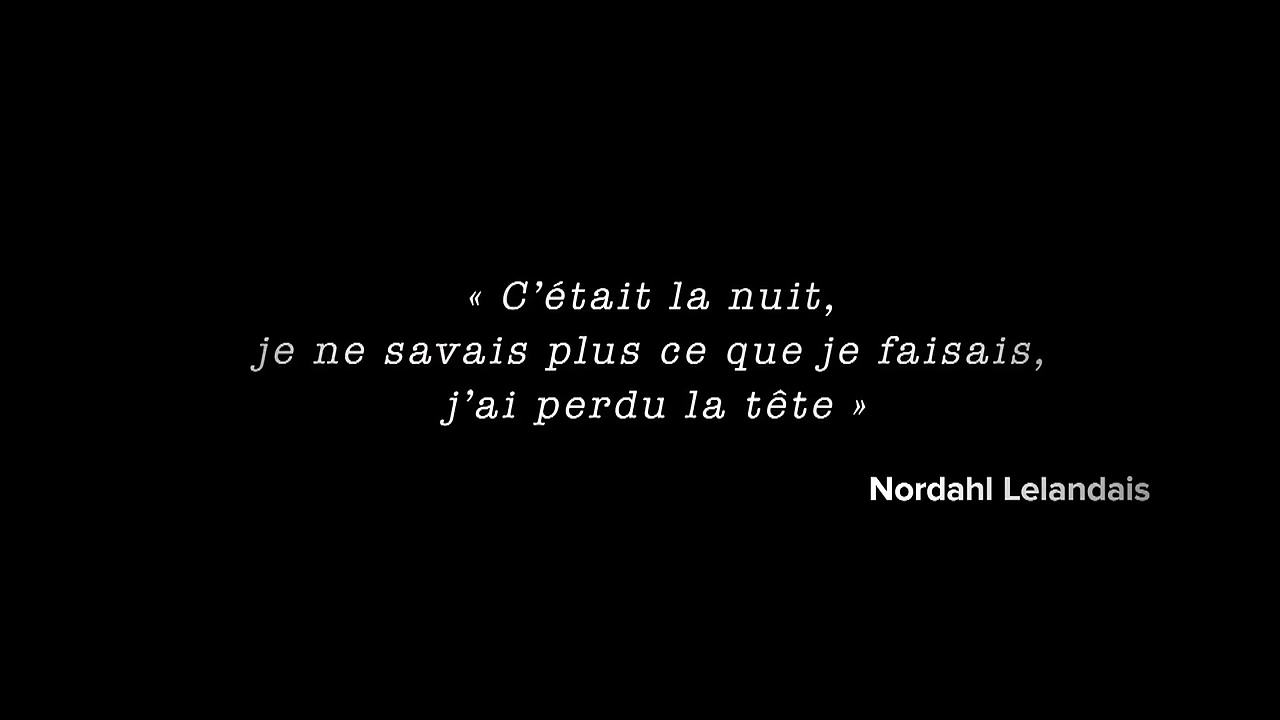 « C’était la nuit,
je ne savais plus ce que je faisais,
j’ai perdu la tête »
Nordahl Lelandais